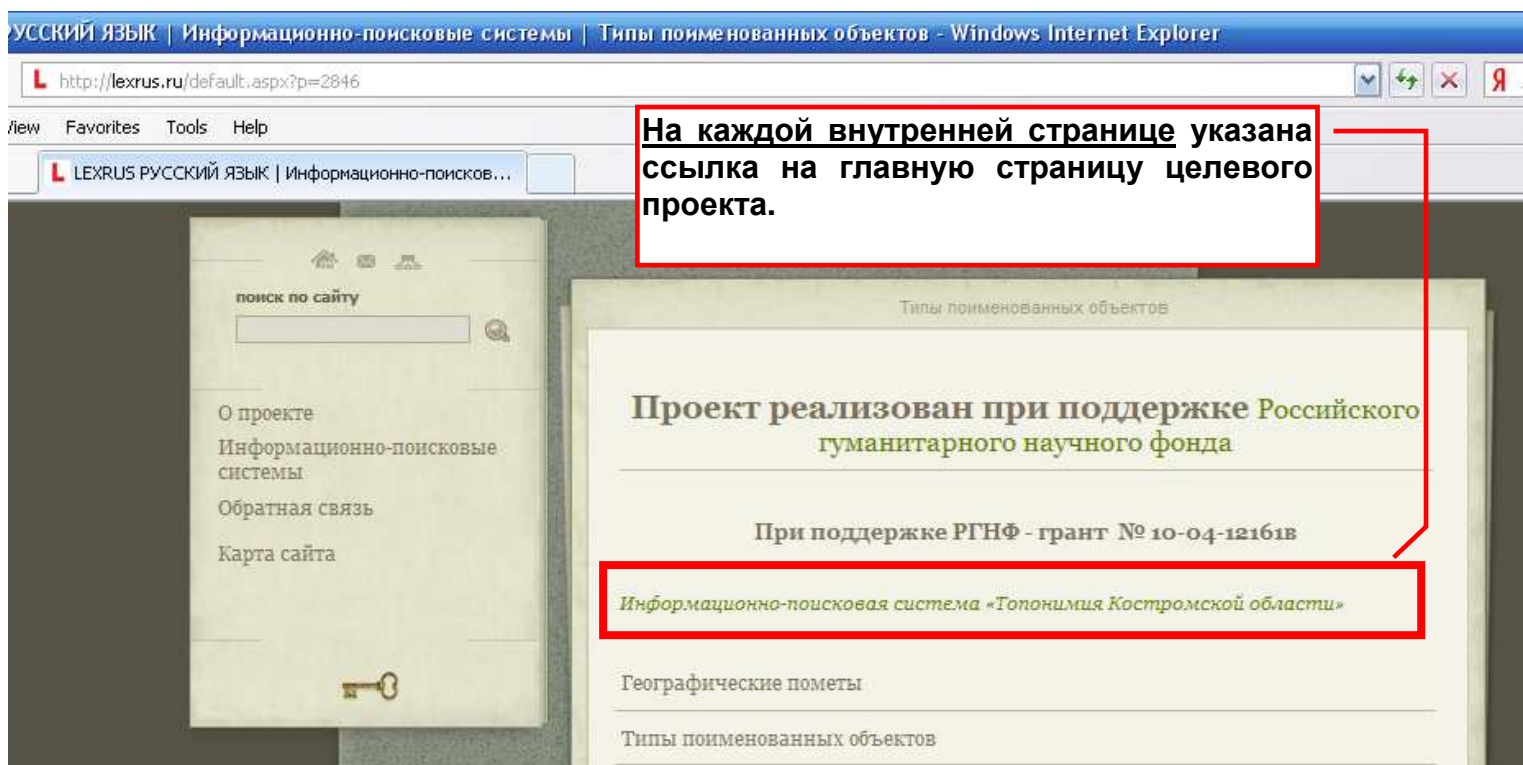 РУССКИЙ ЯЗЫК | Информационно-поисковые системы | Типы поименованных объектов - Windows Internet Explorer
L http://lexrus.ru/default.aspx?p=2846
Я
View Favorites Tools Help
L LEXRUS РУССКИЙ ЯЗЫК | Информационно-поисков...
На каждой внутренней странице указана
ссылка на главную страницу целевого
проекта.
поиск по сайту
О проекте
Информационно-поисковые
системы
Обратная связь
Карта сайта
Типы поименованных объектов
Проект реализован при поддержке Российского
гуманитарного научного фонда
При поддержке РГНФ - грант № 10-04-12161в
Информационно-поисковая система «Топонимия Костромской области»
Географические пометы
Типы поименованных объектов